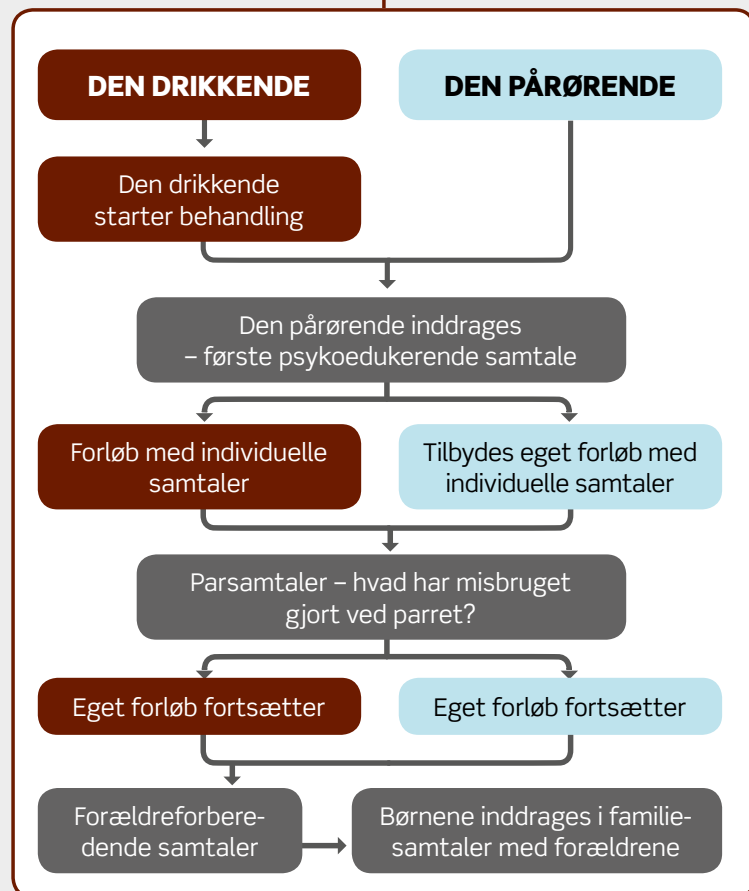 DEN DRIKKENDE
DEN PÅRØRENDE
Den drikkende
starter behandling
Den pårørende inddrages
– første psykoedukerende samtale
Forløb med individuelle
samtaler
Tilbydes eget forløb med
individuelle samtaler
Parsamtaler – hvad har misbruget
gjort ved parret?
Eget forløb fortsætter
Eget forløb fortsætter
Forældreforbere-
dende samtaler
Børnene inddrages i familie-
samtaler med forældrene